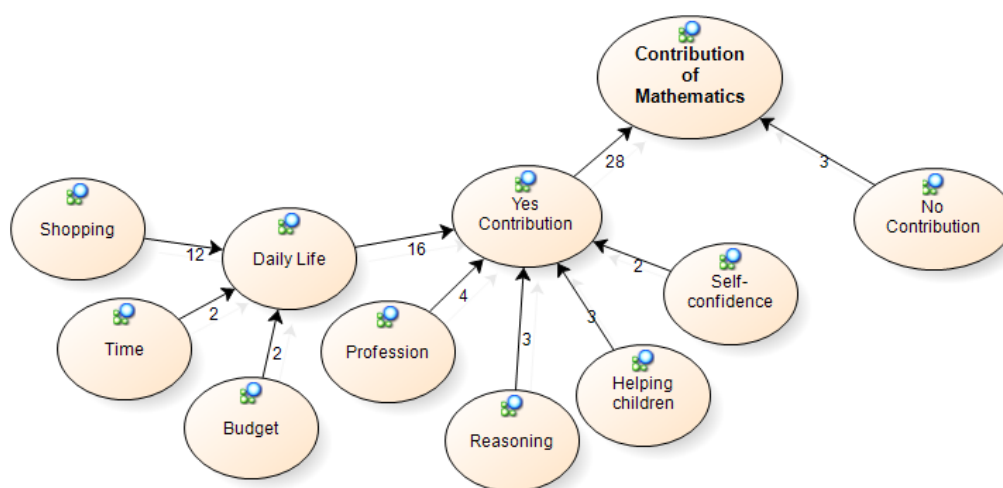 Contribution
of
Mathematics
28
3
Yes
Contribution
No
Contribution
Shopping
12
Daily Life
16
2
Self-
confidence
Time
2
2
Profession
4
3
3
Helping
children
Budget
Reasoning